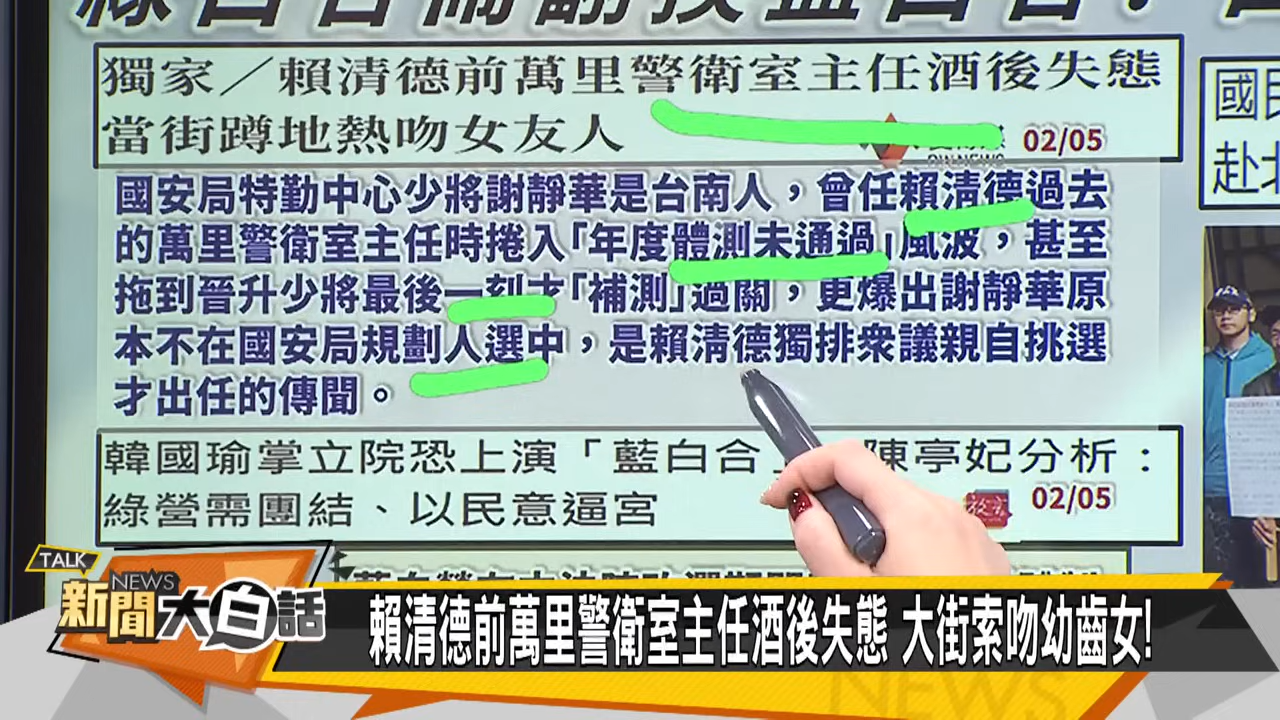 獨家／賴清德前萬里警衛室主任酒後失態
當街蹲地熱吻女友人
02/05
國安局特勤中心少將謝靜華是台南人，曾任賴清德過去
的萬里警衛室主任時捲入「年度體測未通過」風波，甚至
拖到晉升少將最後一刻才「補測」過關，更爆出謝靜華原
本不在國安局規劃人選中，是賴清德獨排眾議親自挑選
才出任的傳聞。
韓國瑜掌立院恐上演「藍白合」 陳亭妃分析：
綠營需團結、以民意逼宮
02/05
國民
赴北
TALK
NEWS
新聞大白話
賴清德前萬里警衛室主任酒後失態 大街索吻幼齒女!
NEWS